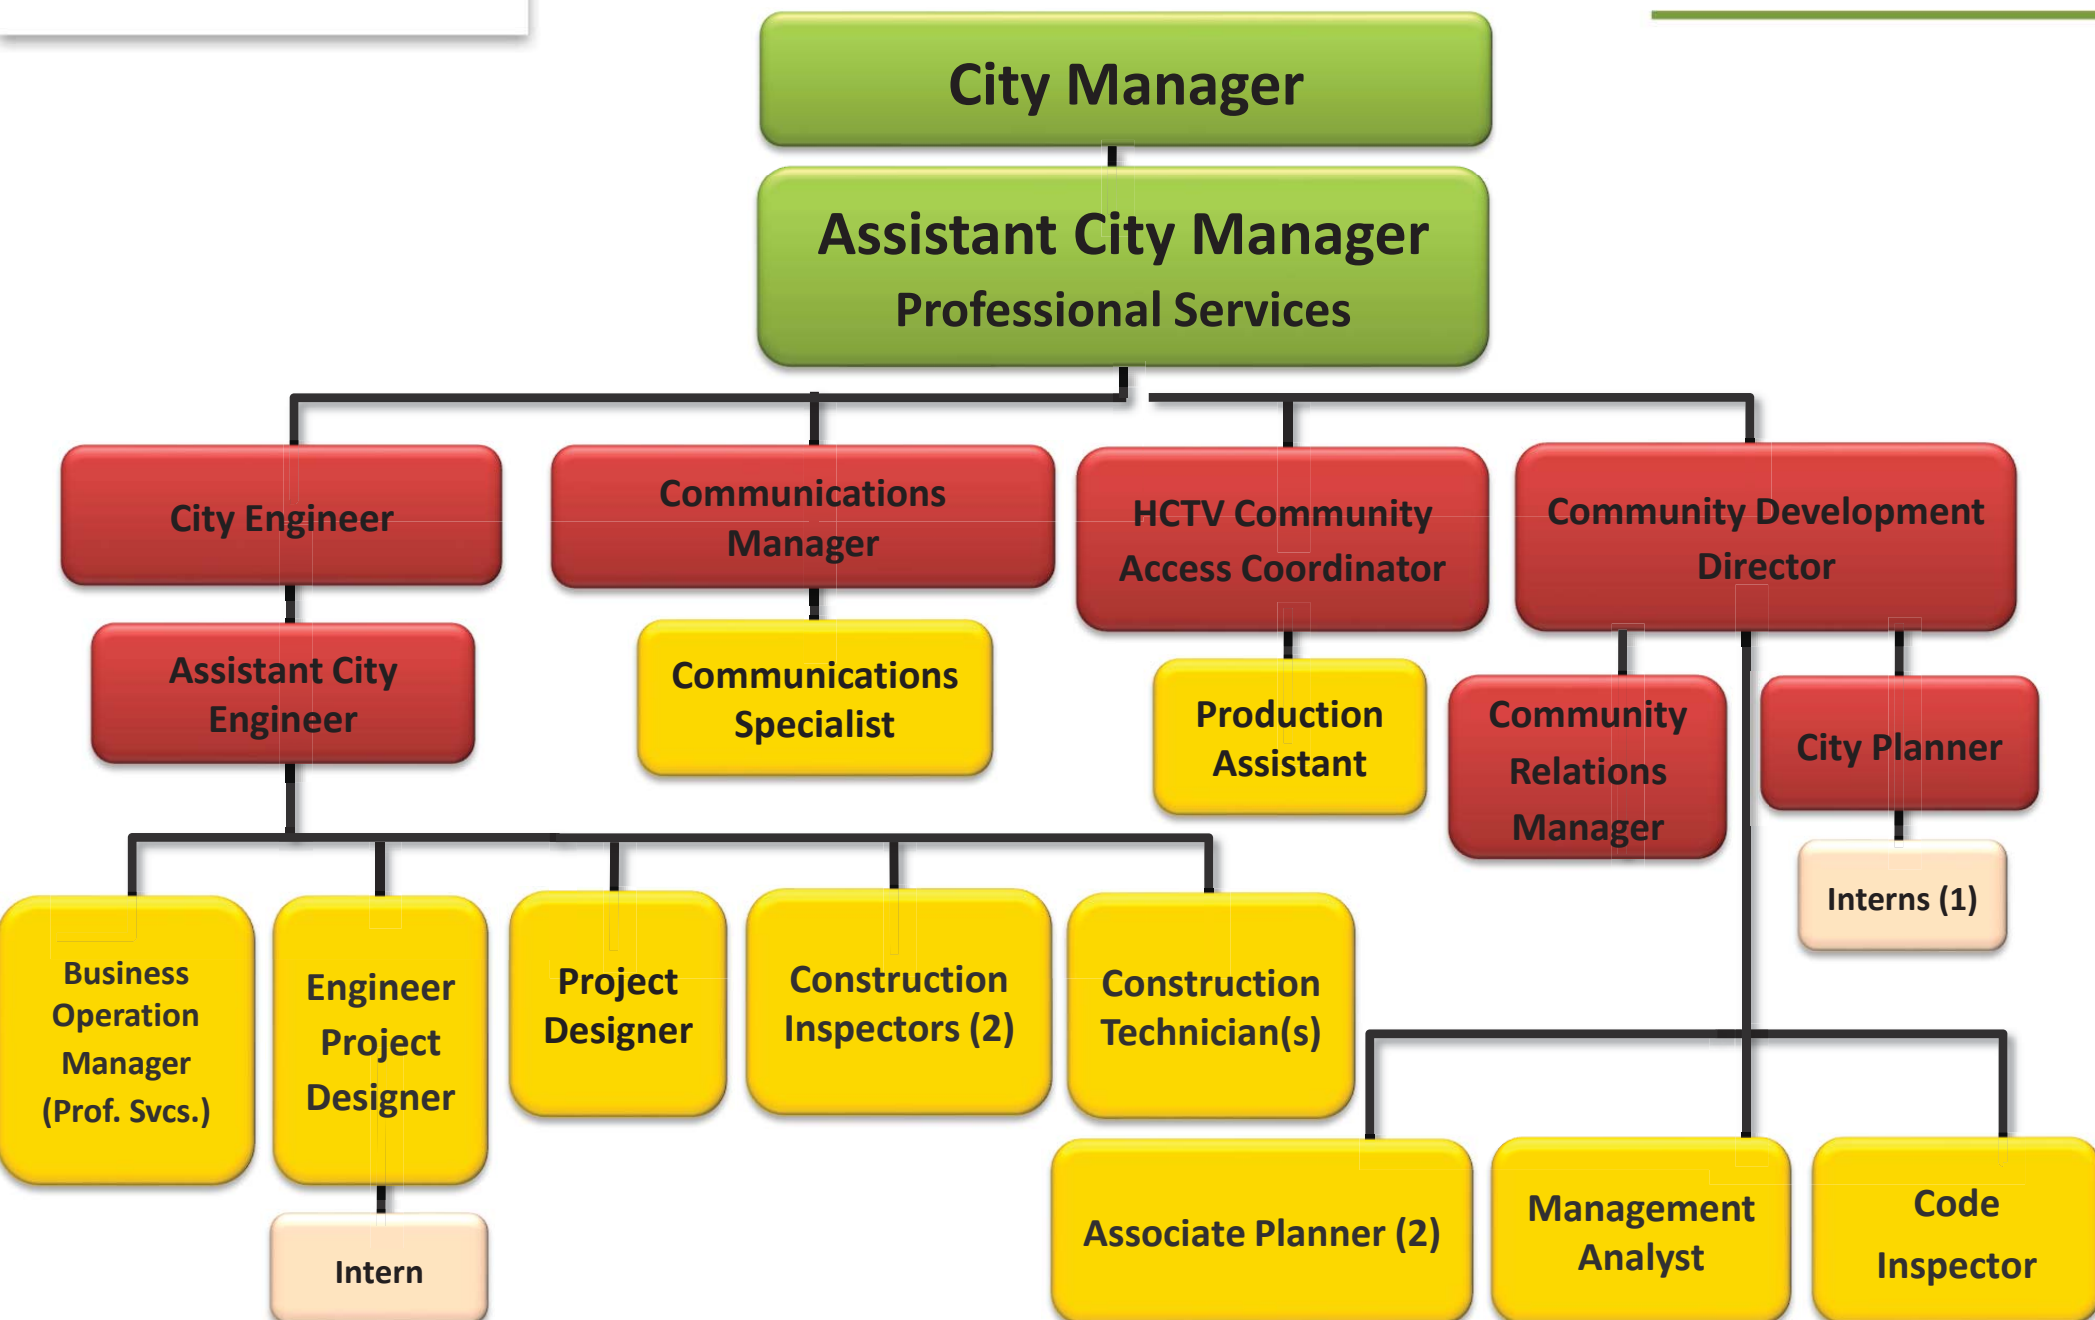 City Manager
Assistant City Manager
Professional Services
City Engineer
Communications
Manager
HCTV Community
Access Coordinator
Community Development
Director
Assistant City
Engineer
Communications
Specialist
Production
Assistant
Community
Relations
Manager
City Planner
Interns (1)
Business
Operation
Manager
(Prof. Svcs.)
Engineer
Project
Designer
Project
Designer
Construction
Inspectors (2)
Construction
Technician(s)
Intern
Associate Planner (2)
Management
Analyst
Code
Inspector